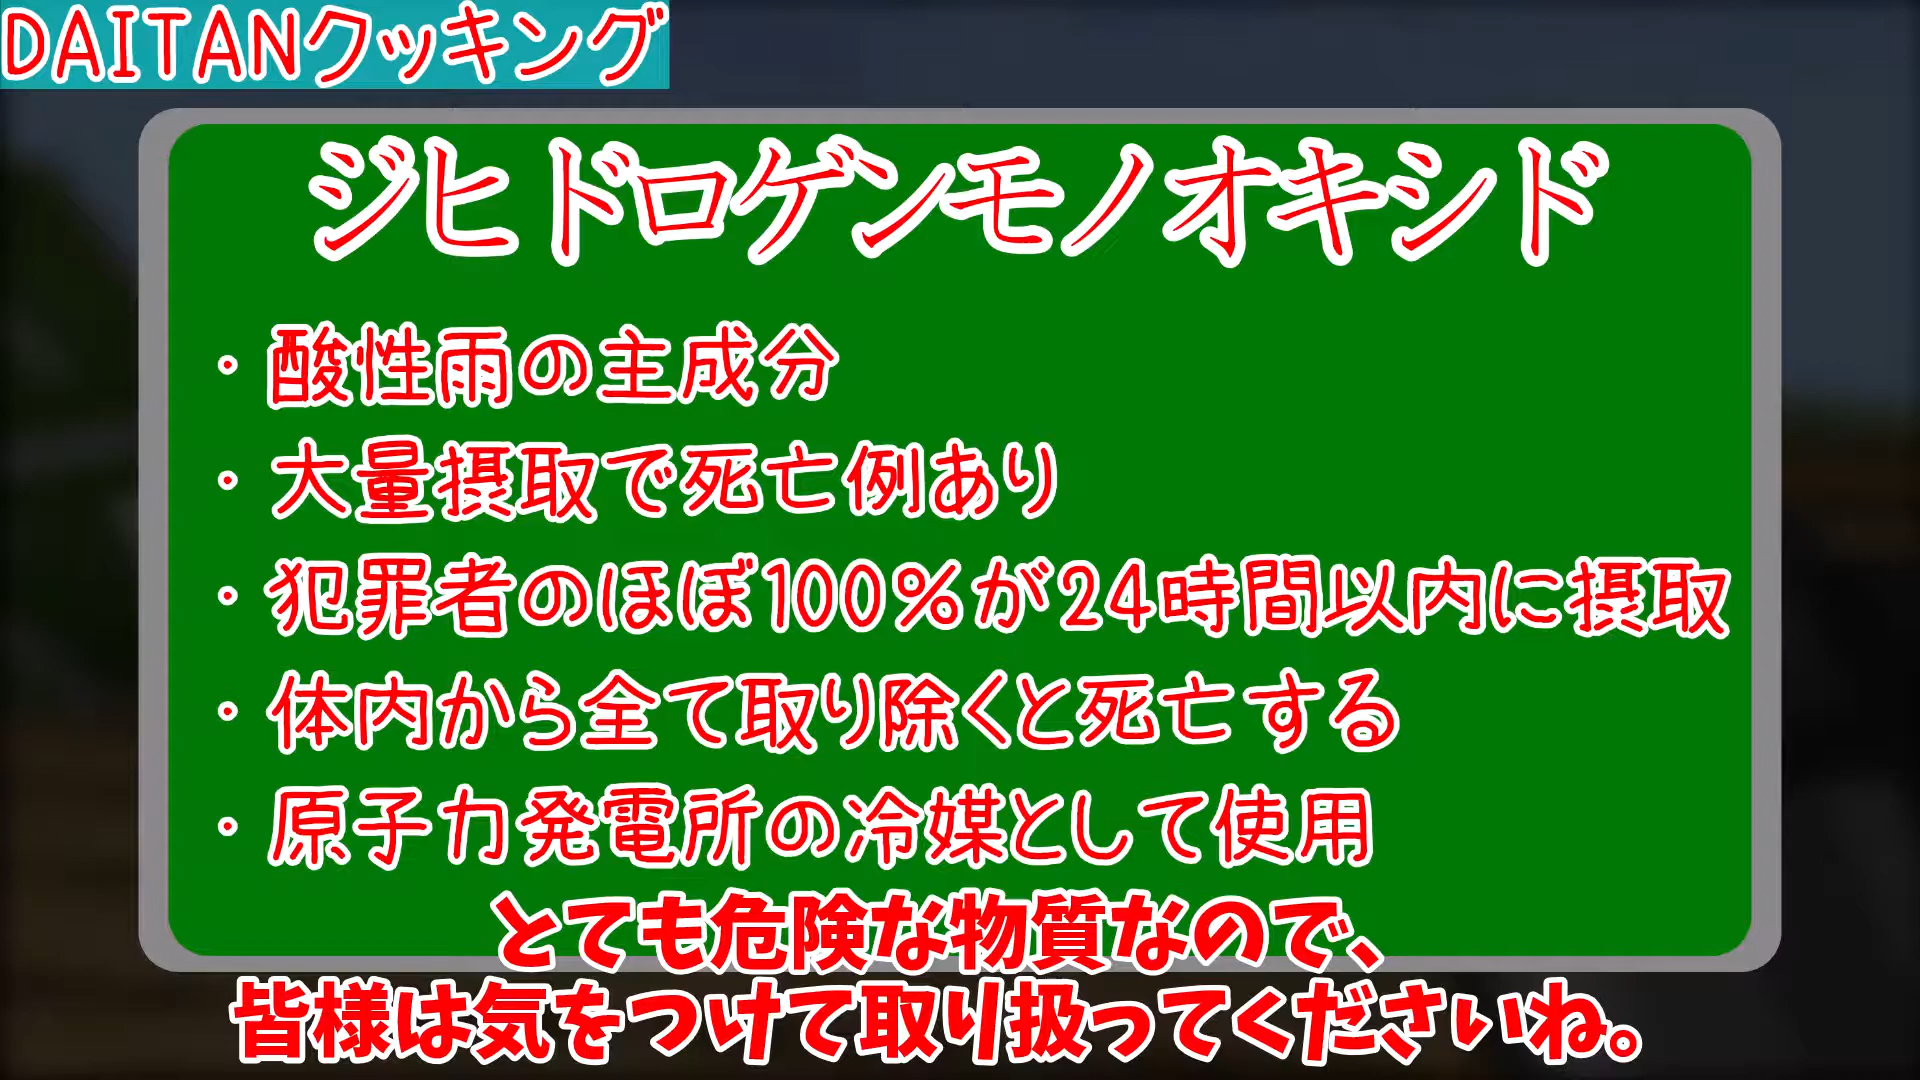 DAITANクッキング
ジヒドロゲンモノオキシド
・酸性雨の主成分
・大量摂取で死亡例あり
・犯罪者のほぼ100%が24時間以内に摂取
・体内から全て取り除くと死亡する
・原子力発電所の冷媒として使用
とても危険な物質なので、
皆様は気をつけて取り扱ってくださいね。